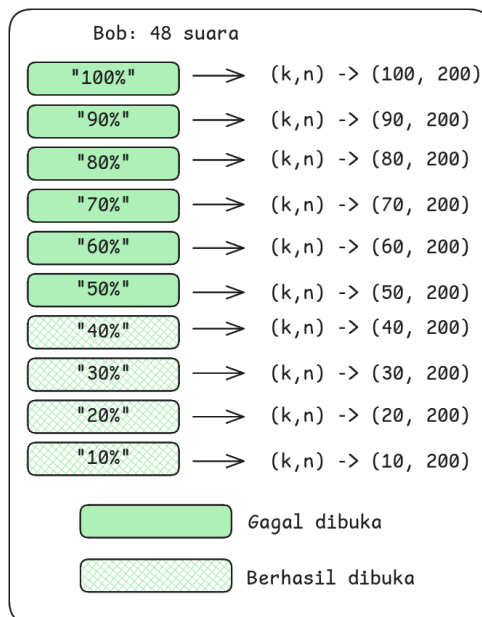 Bob: 48 suara
"100%" (k,n) -> (100, 200)
"90%" (k,n) -> (90, 200)
"80%" (k,n) -> (80, 200)
"70%" (k,n) -> (70, 200)
"60%" (k,n) -> (60, 200)
"50%" (k,n) -> (50, 200)
"40%" (k,n) -> (40, 200)
"30%" (k,n) -> (30, 200)
"20%" (k,n) -> (20, 200)
"10%" (k,n) -> (10, 200)
Gagal dibuka
Berhasil dibuka